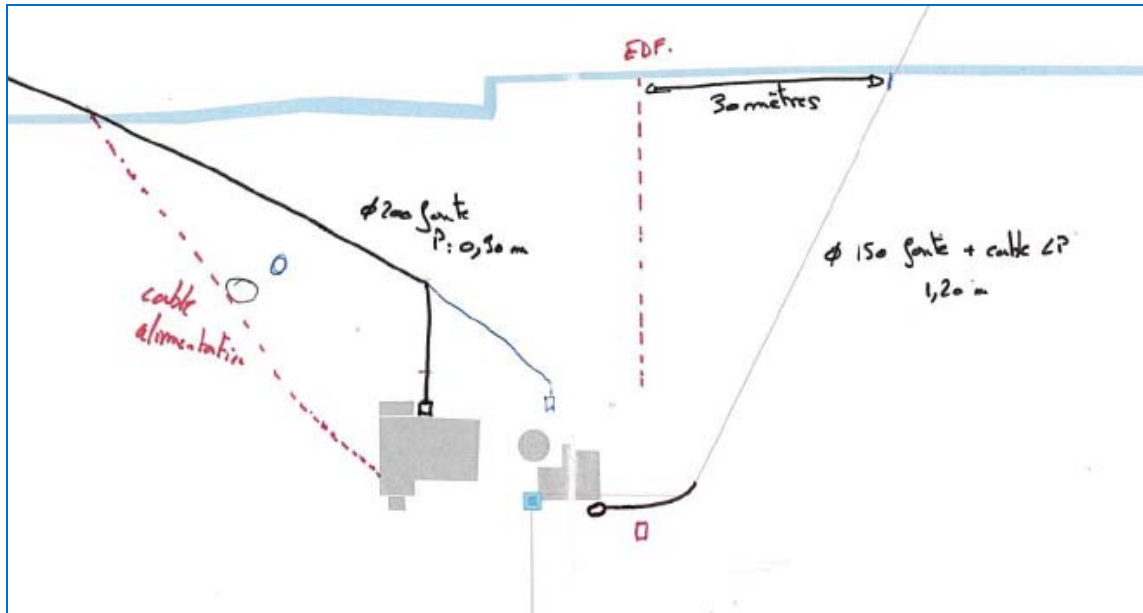 EDF.
30 mètres
φ 200 fonte
P: 0,90 m
φ 150 fonte + cable LP
1,20 m
cable
alimentation